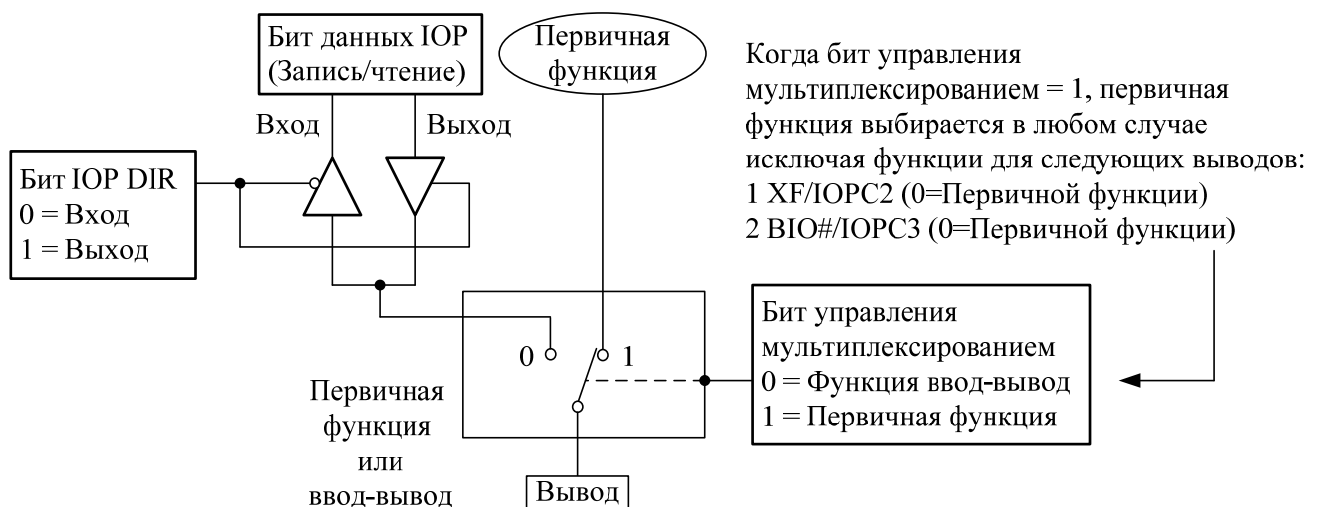 Бит данных IOP
(Запись/чтение)
Первичная
функция
Когда бит управления
мультиплексированием = 1, первичная
функция выбирается в любом случае
исключая функции для следующих выводов:
1 XF/IOPC2 (0=Первичной функции)
2 BIO#/IOPC3 (0=Первичной функции)
Вход
Выход
Бит IOP DIR
0 = Вход
1 = Выход
0
1
Бит управления
мультиплексированием
0 = Функция ввод-вывод
1 = Первичная функция
Первичная
функция
или
ввод-вывод
Вывод